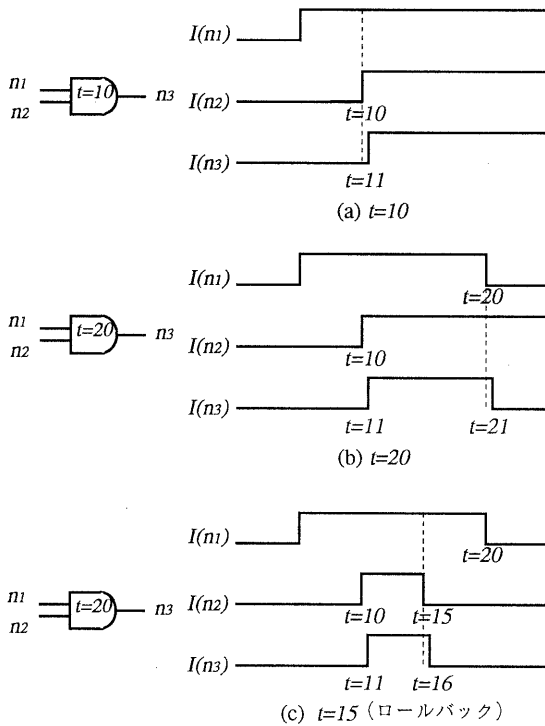 I(n1)
n1
n2
t=10
n3
I(n2)
t=10
I(n3)
t=11
(a) t=10
I(n1)
t=20
n1
n2
t=20
n3
I(n2)
t=10
I(n3)
t=11
t=21
(b) t=20
I(n1)
t=20
n1
n2
t=20
n3
I(n2)
t=10
t=15
I(n3)
t=11
t=16
(c) t=15 (ロールバック)